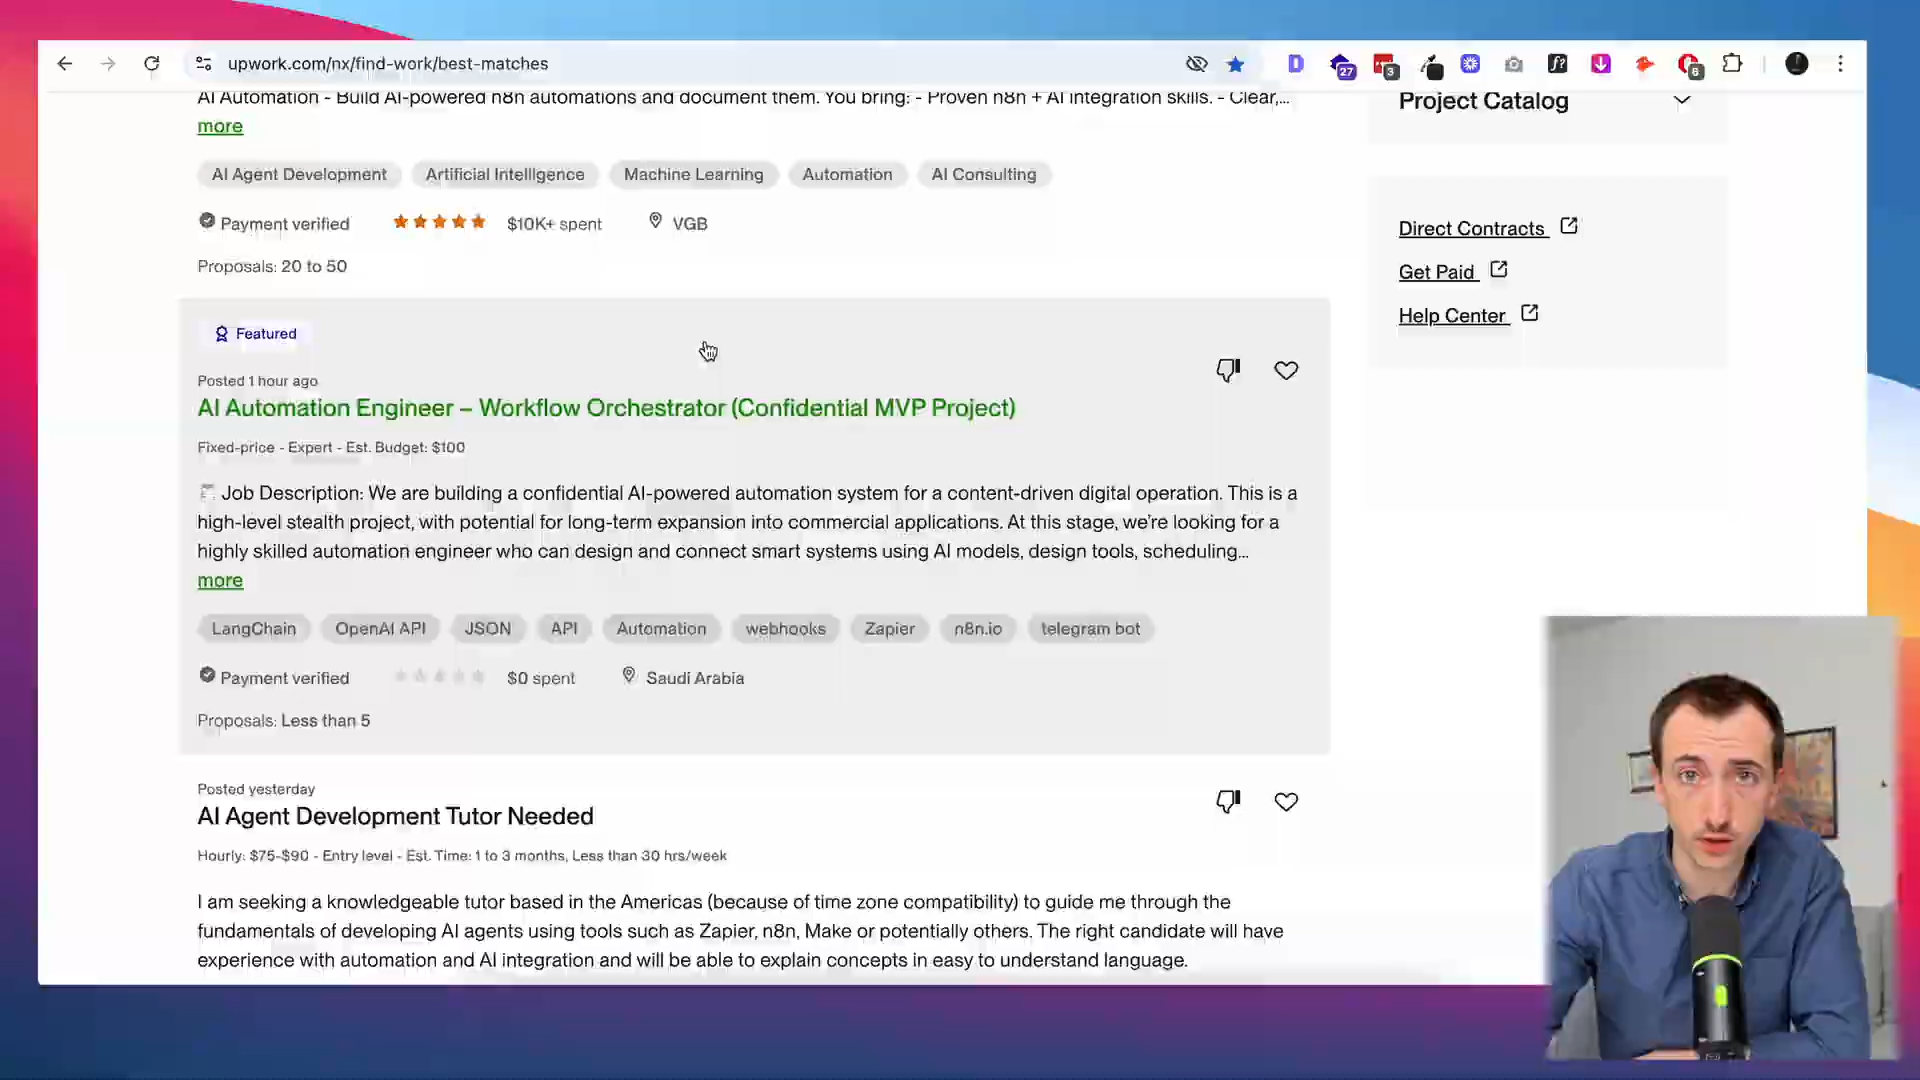 upwork.com/nx/find-work/best-matches
27
3
f?
6
AI Automation - Build AI-powered n8n automations and document them. You bring: - Proven n8n + AI integration skills. - Clear,...
more
AI Agent Development
Artificial Intelligence
Machine Learning
Automation
AI Consulting
Payment verified
$10K+ spent
VGB
Proposals: 20 to 50
Featured
Posted 1 hour ago
AI Automation Engineer – Workflow Orchestrator (Confidential MVP Project)
Fixed-price - Expert - Est. Budget: $100
Job Description: We are building a confidential AI-powered automation system for a content-driven digital operation. This is a
high-level stealth project, with potential for long-term expansion into commercial applications. At this stage, we're looking for a
highly skilled automation engineer who can design and connect smart systems using AI models, design tools, scheduling...
more
LangChain
OpenAI API
JSON
API
Automation
webhooks
Zapier
n8n.io
telegram bot
Payment verified
$0 spent
Saudi Arabia
Proposals: Less than 5
Posted yesterday
AI Agent Development Tutor Needed
Hourly: $75-$90 - Entry level - Est. Time: 1 to 3 months, Less than 30 hrs/week
I am seeking a knowledgeable tutor based in the Americas (because of time zone compatibility) to guide me through the
fundamentals of developing AI agents using tools such as Zapier, n8n, Make or potentially others. The right candidate will have
experience with automation and AI integration and will be able to explain concepts in easy to understand language.
Project Catalog
Direct Contracts
Get Paid
Help Center